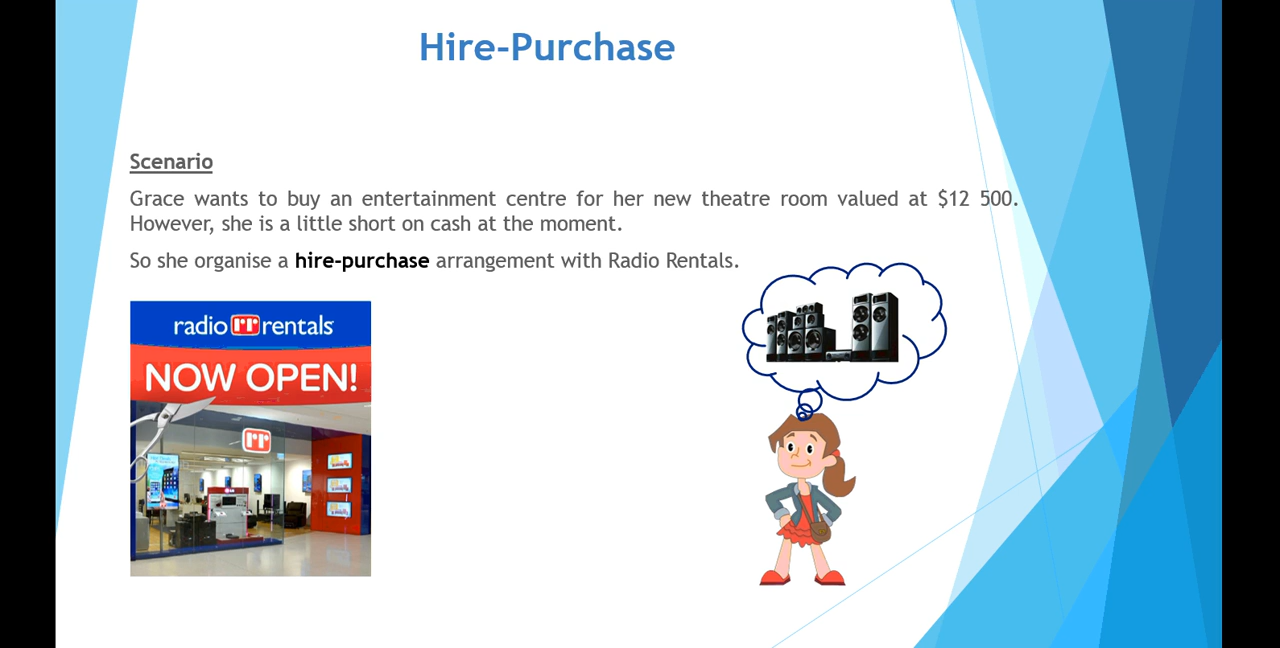 Hire-Purchase
Scenario
Grace wants to buy an entertainment centre for her new theatre room valued at $12 500.
However, she is a little short on cash at the moment.
So she organise a hire-purchase arrangement with Radio Rentals.
radio rr rentals
NOW OPEN!
rr